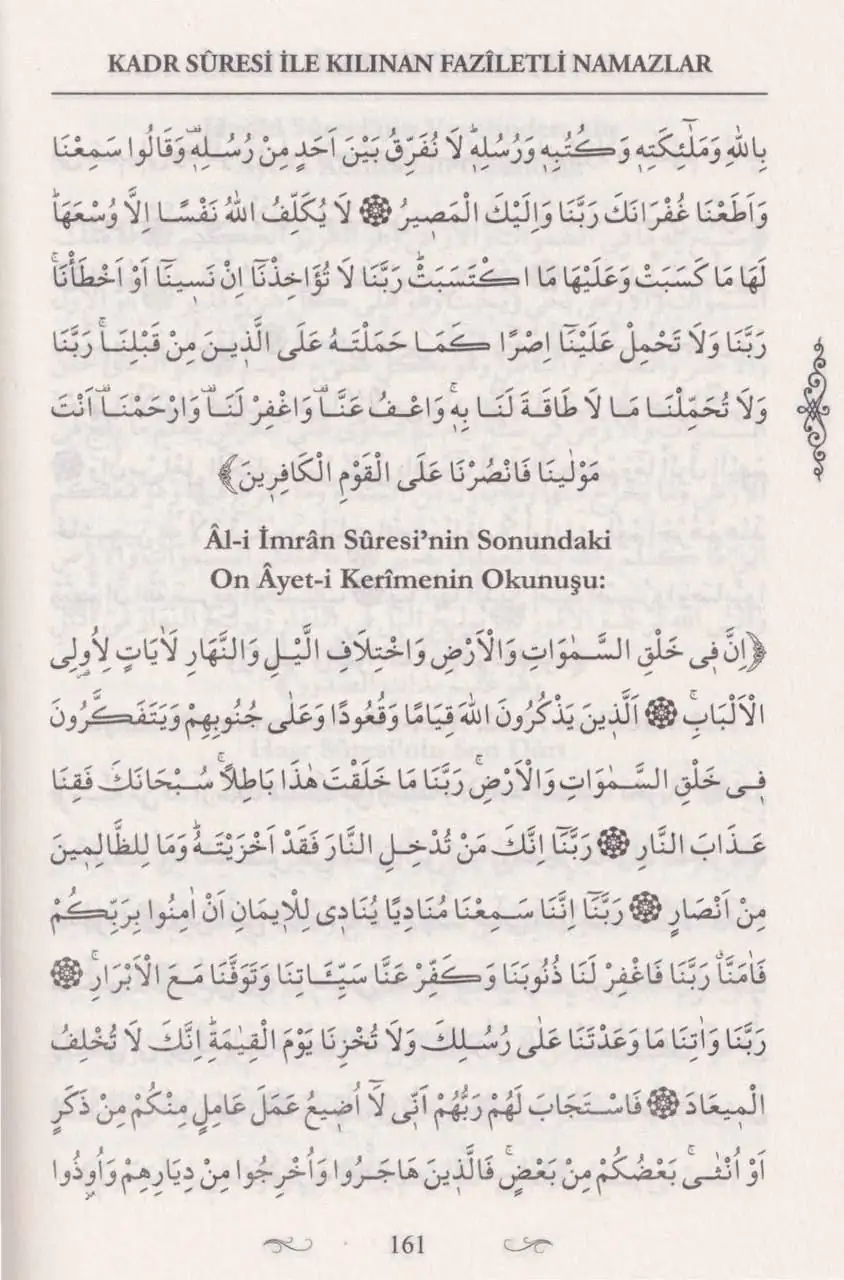 KADR SÛRESİ İLE KILINAN FAZÎLETLİ NAMAZLAR
بِاللّٰهِ وَمَلٰٓئِكَتِه۪ وَكُتُبِه۪ وَرُسُلِه۪ۜ لَا نُفَرِّقُ بَيْنَ اَحَدٍ مِنْ رُسُلِه۪ۚ وَقَالُوا سَمِعْنَا
وَاَطَعْنَا غُفْرَانَكَ رَبَّنَا وَاِلَيْكَ الْمَص۪يرُ ۞ لَا يُكَلِّفُ اللّٰهُ نَفْسًا اِلَّا وُسْعَهَاۜ
لَهَا مَا كَسَبَتْ وَعَلَيْهَا مَا اكْتَسَبَتْۜ رَبَّنَا لَا تُؤَاخِذْنَٓا اِنْ نَس۪ينَٓا اَوْ اَخْطَأْنَاۚ
رَبَّنَا وَلَا تَحْمِلْ عَلَيْنَٓا اِصْرًا كَمَا حَمَلْتَهُ عَلَى الَّذ۪ينَ مِنْ قَبْلِنَاۚ رَبَّنَا
وَلَا تُحَمِّلْنَا مَا لَا طَاقَةَ لَنَا بِه۪ۚ وَاعْفُ عَنَّا۠ وَاغْفِرْ لَنَا۠ وَارْحَمْنَا۠ اَنْتَ
مَوْلٰينَا فَانْصُرْنَا عَلَى الْقَوْمِ الْكَافِر۪ينَ﴾
Âl-i İmrân Sûresi’nin Sonundaki
On Âyet-i Kerîmenin Okunuşu:
﴿اِنَّ ف۪ي خَلْقِ السَّمٰوَاتِ وَالْاَرْضِ وَاخْتِلَافِ الَّيْلِ وَالنَّهَارِ لَاٰيَاتٍ لِاُو۬لِى
الْاَلْبَابِۚ ۞ اَلَّذ۪ينَ يَذْكُرُونَ اللّٰهَ قِيَامًا وَقُعُودًا وَعَلٰى جُنُوبِهِمْ وَيَتَفَكَّرُونَ
ف۪ي خَلْقِ السَّمٰوَاتِ وَالْاَرْضِۚ رَبَّنَا مَا خَلَقْتَ هٰذَا بَاطِلًاۚ سُبْحَانَكَ فَقِنَا
عَذَابَ النَّارِ ۞ رَبَّنَٓا اِنَّكَ مَنْ تُدْخِلِ النَّارَ فَقَدْ اَخْزَيْتَهُۜ وَمَا لِلظَّالِم۪ينَ
مِنْ اَنْصَارٍ ۞ رَبَّنَٓا اِنَّنَا سَمِعْنَا مُنَادِيًا يُنَاد۪ي لِلْا۪يمَانِ اَنْ اٰمِنُوا بِرَبِّكُمْ
فَاٰمَنَّاۗ رَبَّنَا فَاغْفِرْ لَنَا ذُنُوبَنَا وَكَفِّرْ عَنَّا سَيِّـَٔاتِنَا وَتَوَفَّنَا مَعَ الْاَبْرَارِۚ ۞
رَبَّنَا وَاٰتِنَا مَا وَعَدْتَنَا عَلٰى رُسُلِكَ وَلَا تُخْزِنَا يَوْمَ الْقِيٰمَةِۜ اِنَّكَ لَا تُخْلِفُ
الْم۪يعَادَ ۞ فَاسْتَجَابَ لَهُمْ رَبُّهُمْ اَنّ۪ي لَٓا اُض۪يعُ عَمَلَ عَامِلٍ مِنْكُمْ مِنْ ذَكَرٍ
اَوْ اُنْثٰىۚ بَعْضُكُمْ مِنْ بَعْضٍۚ فَالَّذ۪ينَ هَاجَرُوا وَاُخْرِجُوا مِنْ دِيَارِهِمْ وَاُو۫ذُوا
161